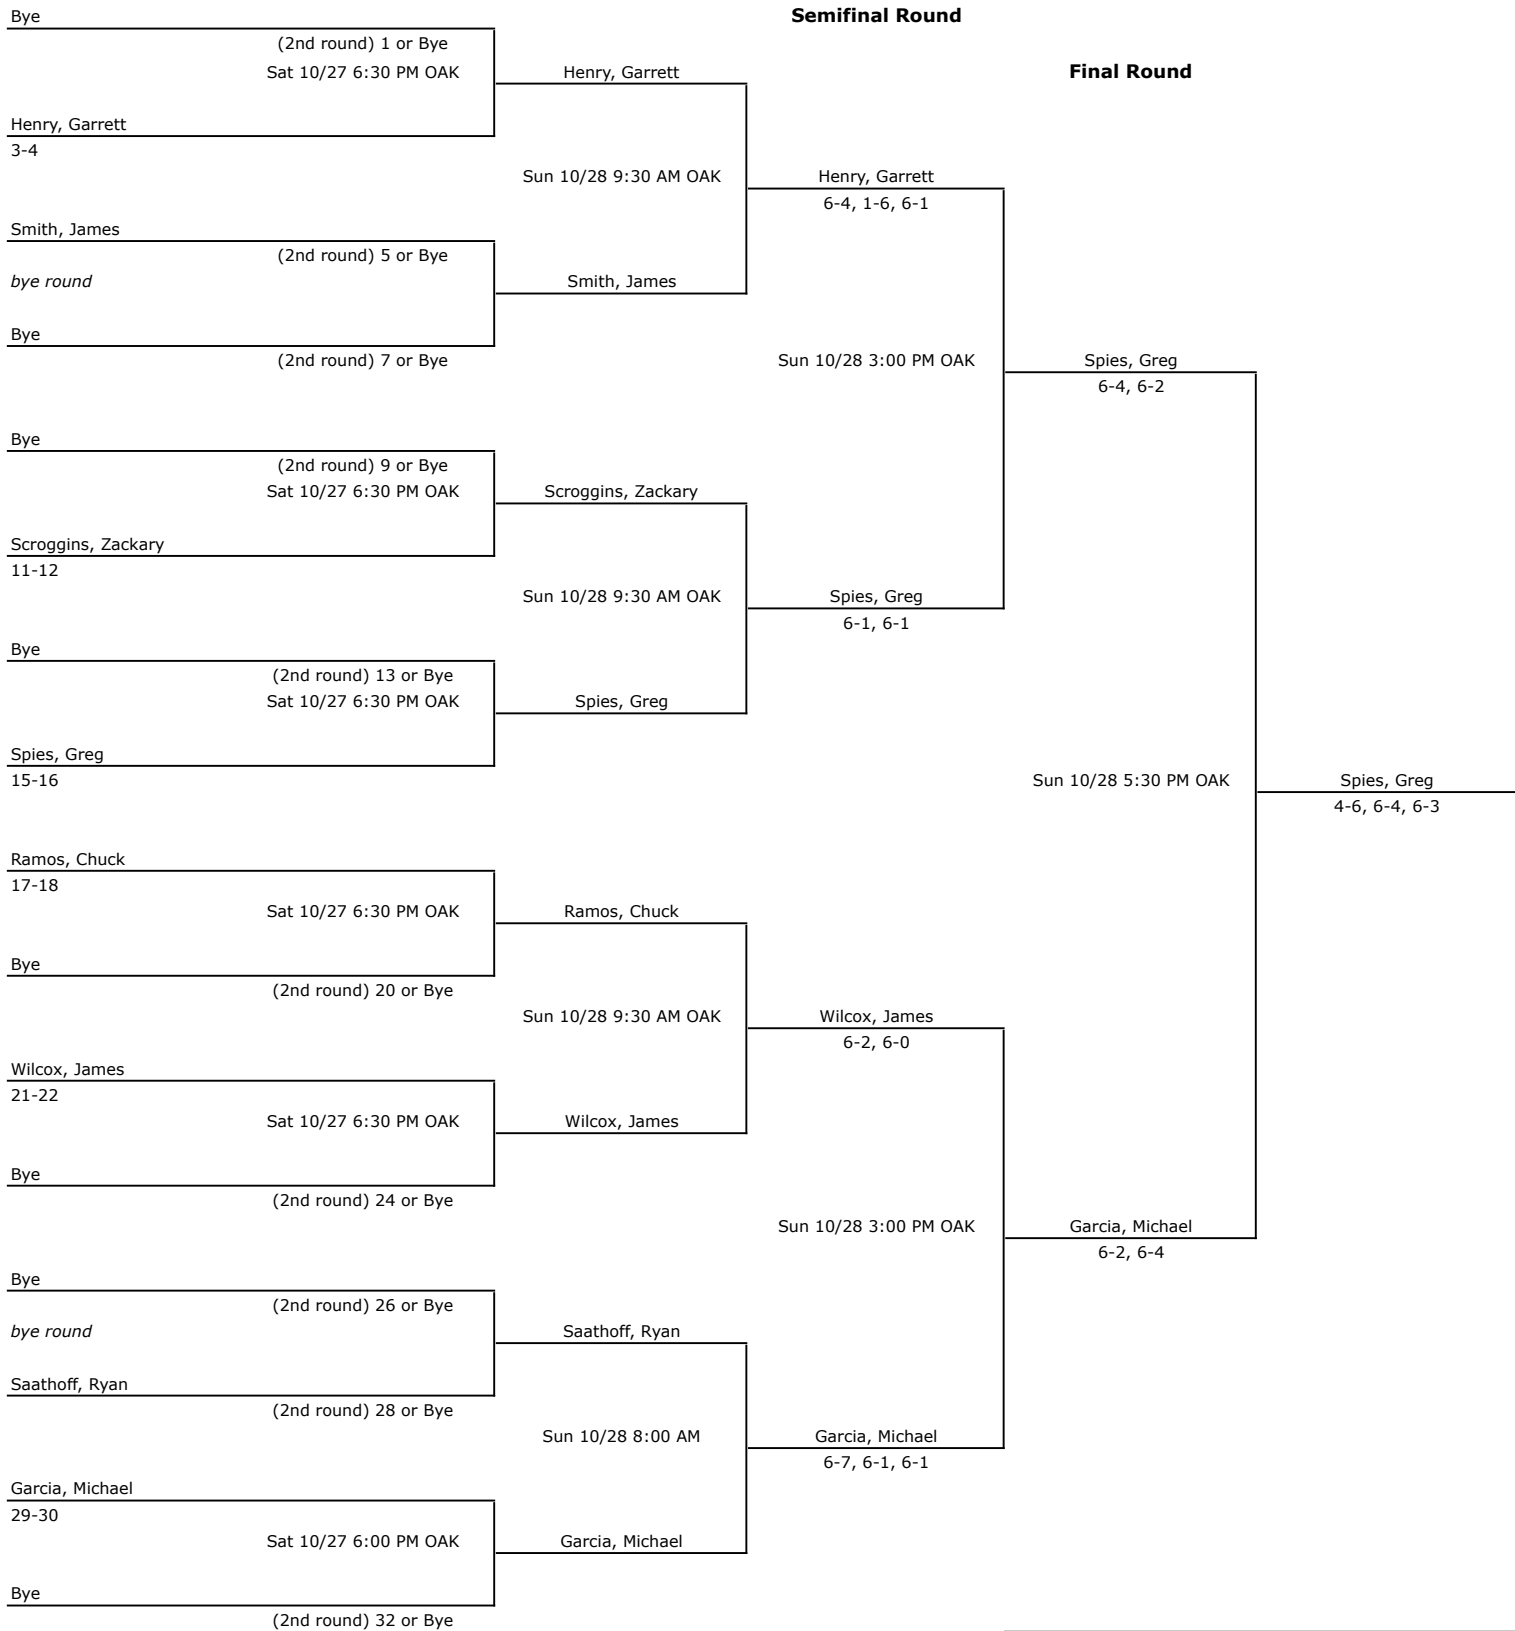 Bye
Semifinal Round
(2nd round) 1 or Bye
Sat 10/27 6:30 PM OAK
Henry, Garrett
Final Round
Henry, Garrett
3-4
Sun 10/28 9:30 AM OAK
Henry, Garrett
6-4, 1-6, 6-1
Smith, James
(2nd round) 5 or Bye
bye round
Smith, James
Bye
(2nd round) 7 or Bye
Sun 10/28 3:00 PM OAK
Spies, Greg
6-4, 6-2
Bye
(2nd round) 9 or Bye
Sat 10/27 6:30 PM OAK
Scroggins, Zackary
Scroggins, Zackary
11-12
Sun 10/28 9:30 AM OAK
Spies, Greg
6-1, 6-1
Bye
(2nd round) 13 or Bye
Sat 10/27 6:30 PM OAK
Spies, Greg
Spies, Greg
15-16
Sun 10/28 5:30 PM OAK
Spies, Greg
4-6, 6-4, 6-3
Ramos, Chuck
17-18
Sat 10/27 6:30 PM OAK
Ramos, Chuck
Bye
(2nd round) 20 or Bye
Sun 10/28 9:30 AM OAK
Wilcox, James
6-2, 6-0
Wilcox, James
21-22
Sat 10/27 6:30 PM OAK
Wilcox, James
Bye
(2nd round) 24 or Bye
Sun 10/28 3:00 PM OAK
Garcia, Michael
6-2, 6-4
Bye
(2nd round) 26 or Bye
bye round
Saathoff, Ryan
Saathoff, Ryan
(2nd round) 28 or Bye
Sun 10/28 8:00 AM
Garcia, Michael
6-7, 6-1, 6-1
Garcia, Michael
29-30
Sat 10/27 6:00 PM OAK
Garcia, Michael
Bye
(2nd round) 32 or Bye